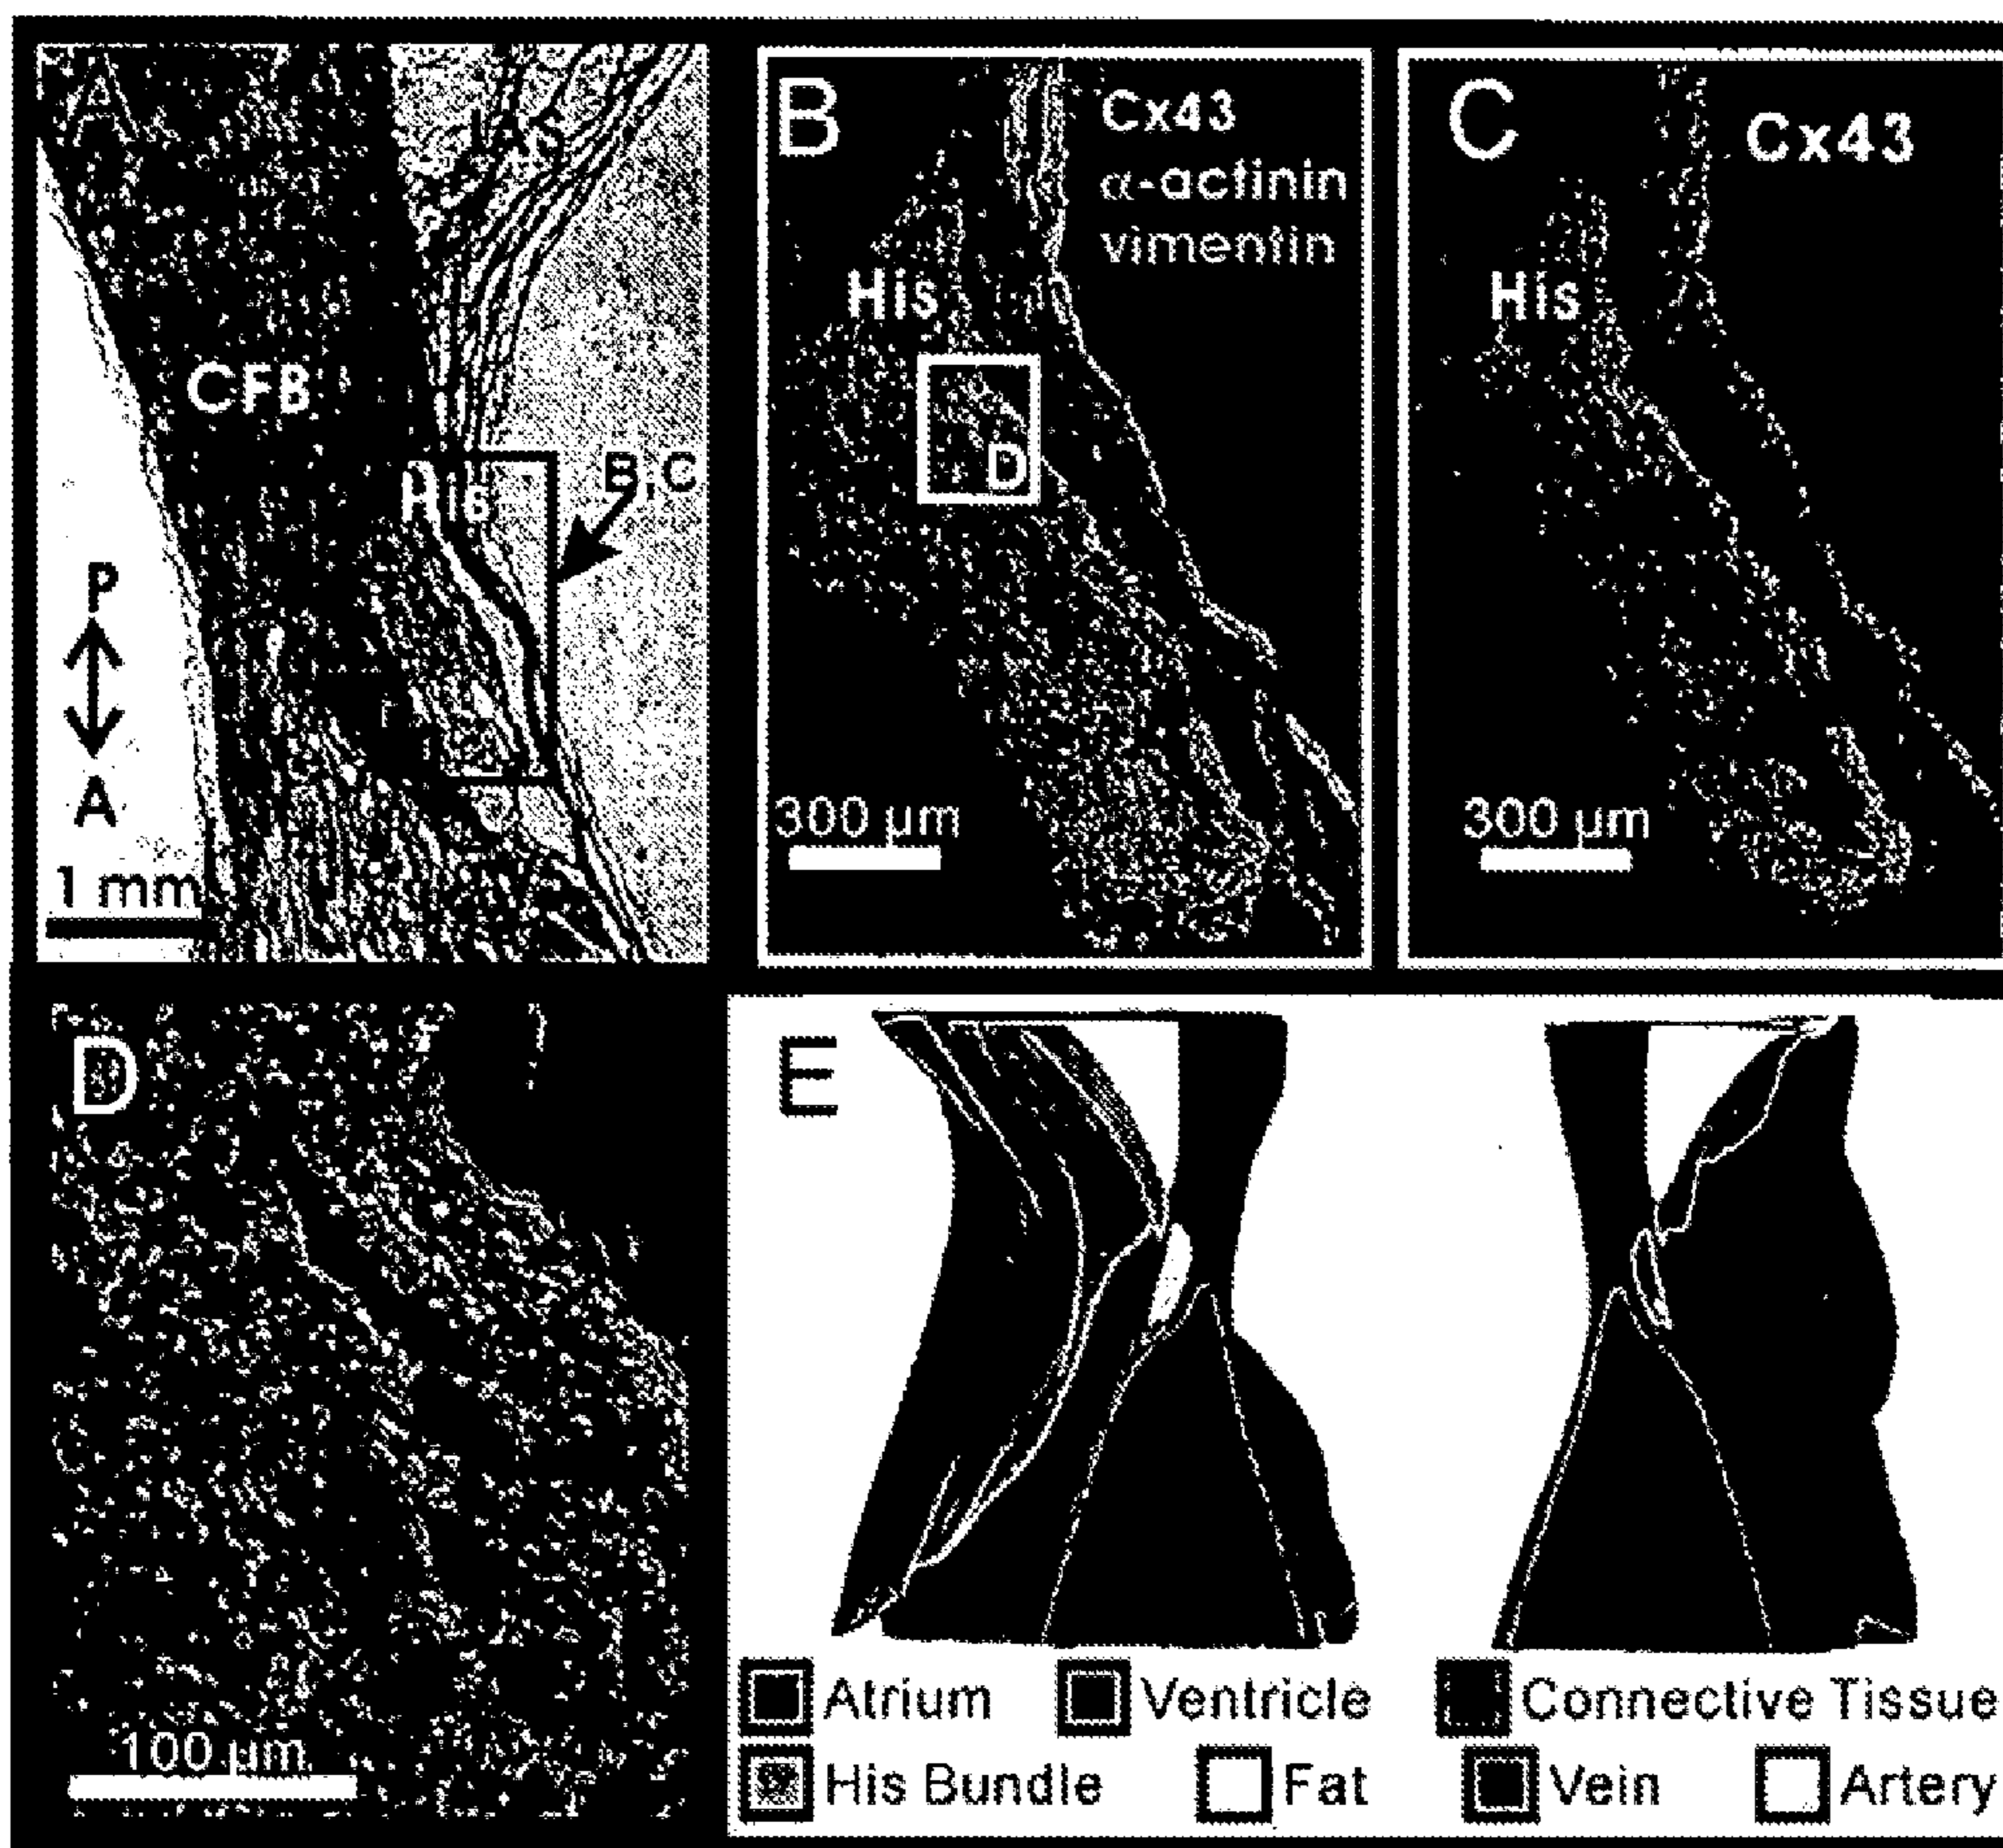 A
CFB
His
B,C
P
A
1 mm
B
Cx43
α-actinin
vimentin
His
D
300 µm
C
Cx43
His
300 µm
D
100 µm
E
Atrium
Ventricle
Connective Tissue
His Bundle
Fat
Vein
Artery